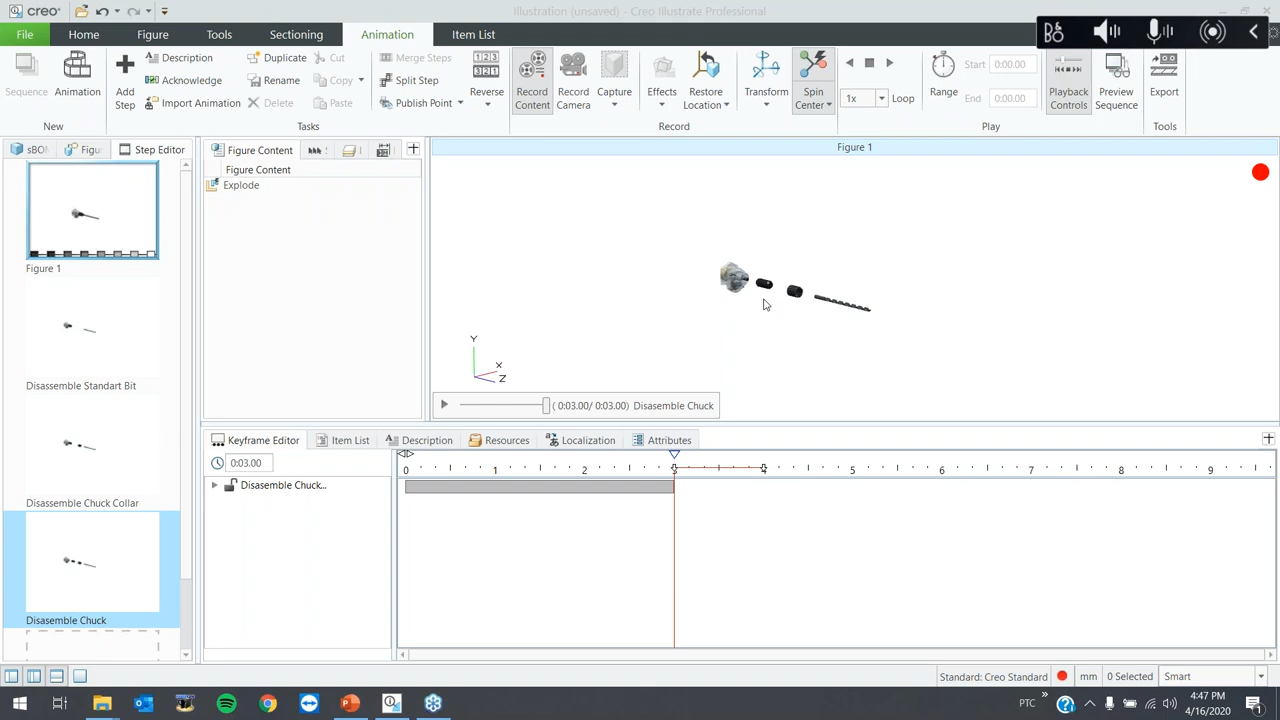 creo
Illustration (unsaved) - Creo Illustrate Professional
File
Home
Figure
Tools
Sectioning
Animation
Item List
Sequence
Animation
New
Add Step
Description
Acknowledge
Import Animation
Duplicate
Rename
Delete
Cut
Copy
Paste
Tasks
Merge Steps
Split Step
Publish Point
Reverse
Record Content
Record Camera
Capture
Effects
Restore Location
Transform
Spin Center
Record
1x
Loop
Range
Start 0:00.00
End 0:00.00
Play
Playback Controls
Preview Sequence
Export
Tools
sBO
Figu
Step Editor
Figure 1
Disassemble Standart Bit
Disassemble Chuck Collar
Disasemble Chuck
Figure Content
Figure Content
Explode
Figure 1
Y
X
Z
( 0:03.00/ 0:03.00) Disasemble Chuck
Keyframe Editor
Item List
Description
Resources
Localization
Attributes
0:03.00
0 1 2 3 4 5 6 7 8 9
Disasemble Chuck...
Standard: Creo Standard
mm
0 Selected
Smart
PTC
4:47 PM
4/16/2020